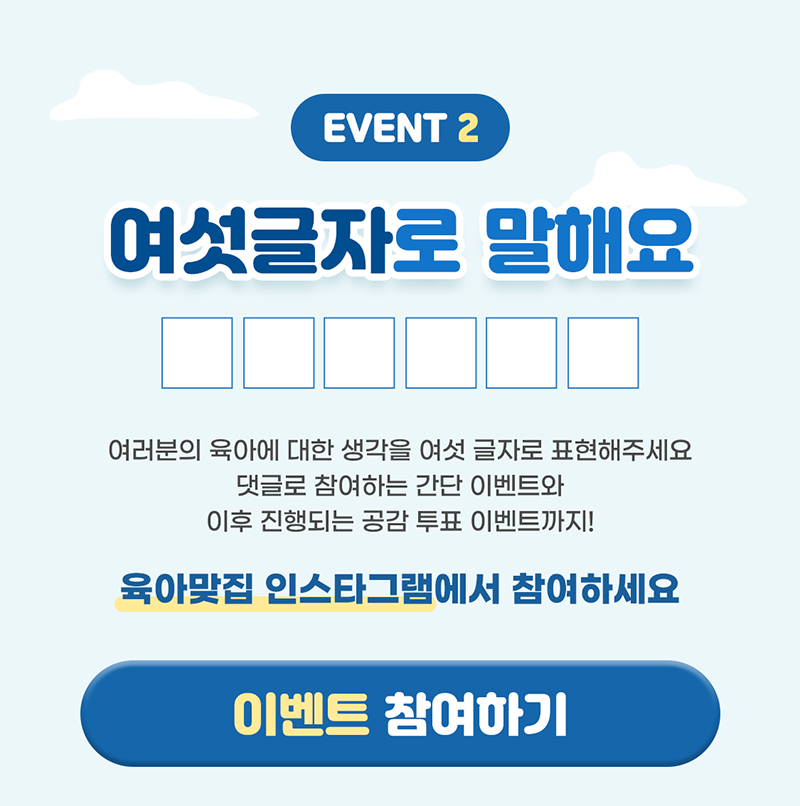 EVENT 2
여섯글자로 말해요
여러분의 육아에 대한 생각을 여섯 글자로 표현해주세요
댓글로 참여하는 간단 이벤트와
이후 진행되는 공감 투표 이벤트까지!
육아맞집 인스타그램에서 참여하세요
이벤트 참여하기